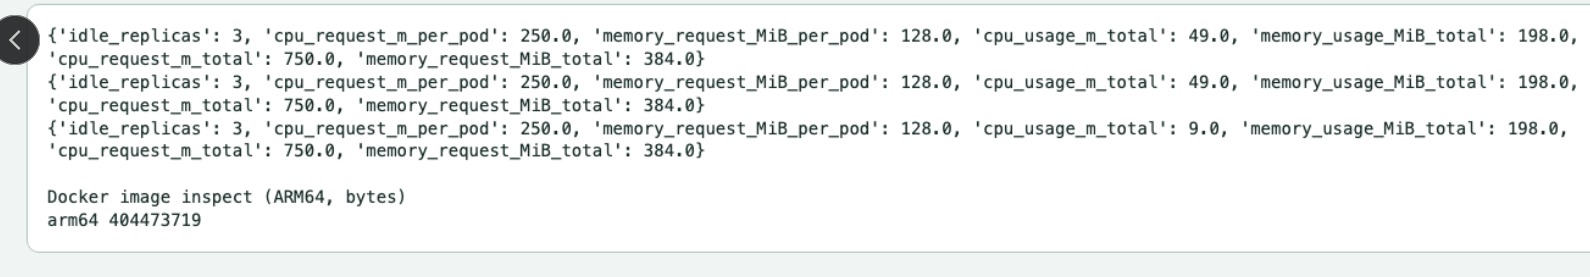 {'idle_replicas': 3, 'cpu_request_m_per_pod': 250.0, 'memory_request_MiB_per_pod': 128.0, 'cpu_usage_m_total': 49.0, 'memory_usage_MiB_total': 198.0,
'cpu_request_m_total': 750.0, 'memory_request_MiB_total': 384.0}
{'idle_replicas': 3, 'cpu_request_m_per_pod': 250.0, 'memory_request_MiB_per_pod': 128.0, 'cpu_usage_m_total': 49.0, 'memory_usage_MiB_total': 198.0,
'cpu_request_m_total': 750.0, 'memory_request_MiB_total': 384.0}
{'idle_replicas': 3, 'cpu_request_m_per_pod': 250.0, 'memory_request_MiB_per_pod': 128.0, 'cpu_usage_m_total': 9.0, 'memory_usage_MiB_total': 198.0,
'cpu_request_m_total': 750.0, 'memory_request_MiB_total': 384.0}
Docker image inspect (ARM64, bytes)
arm64 404473719